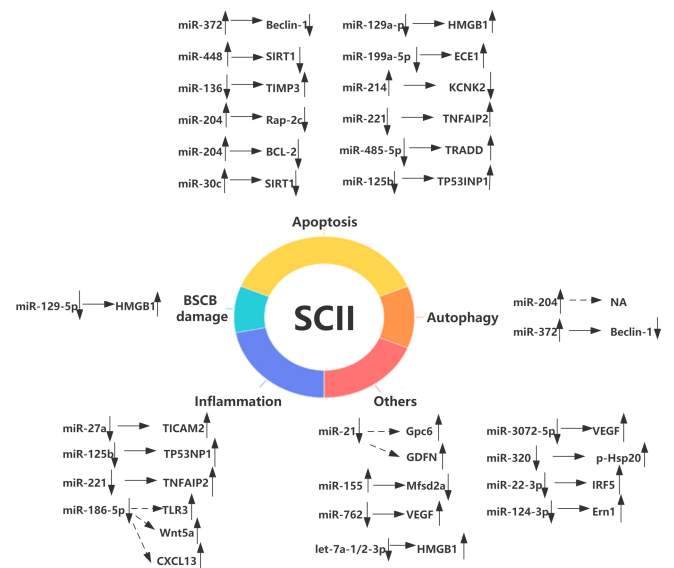 miR-372 Beclin-1
miR-448 SIRT1
miR-136 TIMP3
miR-204 Rap-2c
miR-204 BCL-2
miR-30c SIRT1
miR-129a-p HMGB1
miR-199a-5p ECE1
miR-214 KCNK2
miR-221 TNFAIP2
miR-485-5p TRADD
miR-125b TP53INP1
Apoptosis
miR-129-5p HMGB1
BSCB
damage
SCII
Autophagy
miR-204 NA
miR-372 Beclin-1
Inflammation
Others
miR-27a TICAM2
miR-125b TP53NP1
miR-221 TNFAIP2
miR-186-5p TLR3
Wnt5a
CXCL13
miR-21 Gpc6
GDFN
miR-155 Mfsd2a
miR-762 VEGF
let-7a-1/2-3p HMGB1
miR-3072-5p VEGF
miR-320 p-Hsp20
miR-22-3p IRF5
miR-124-3p Ern1